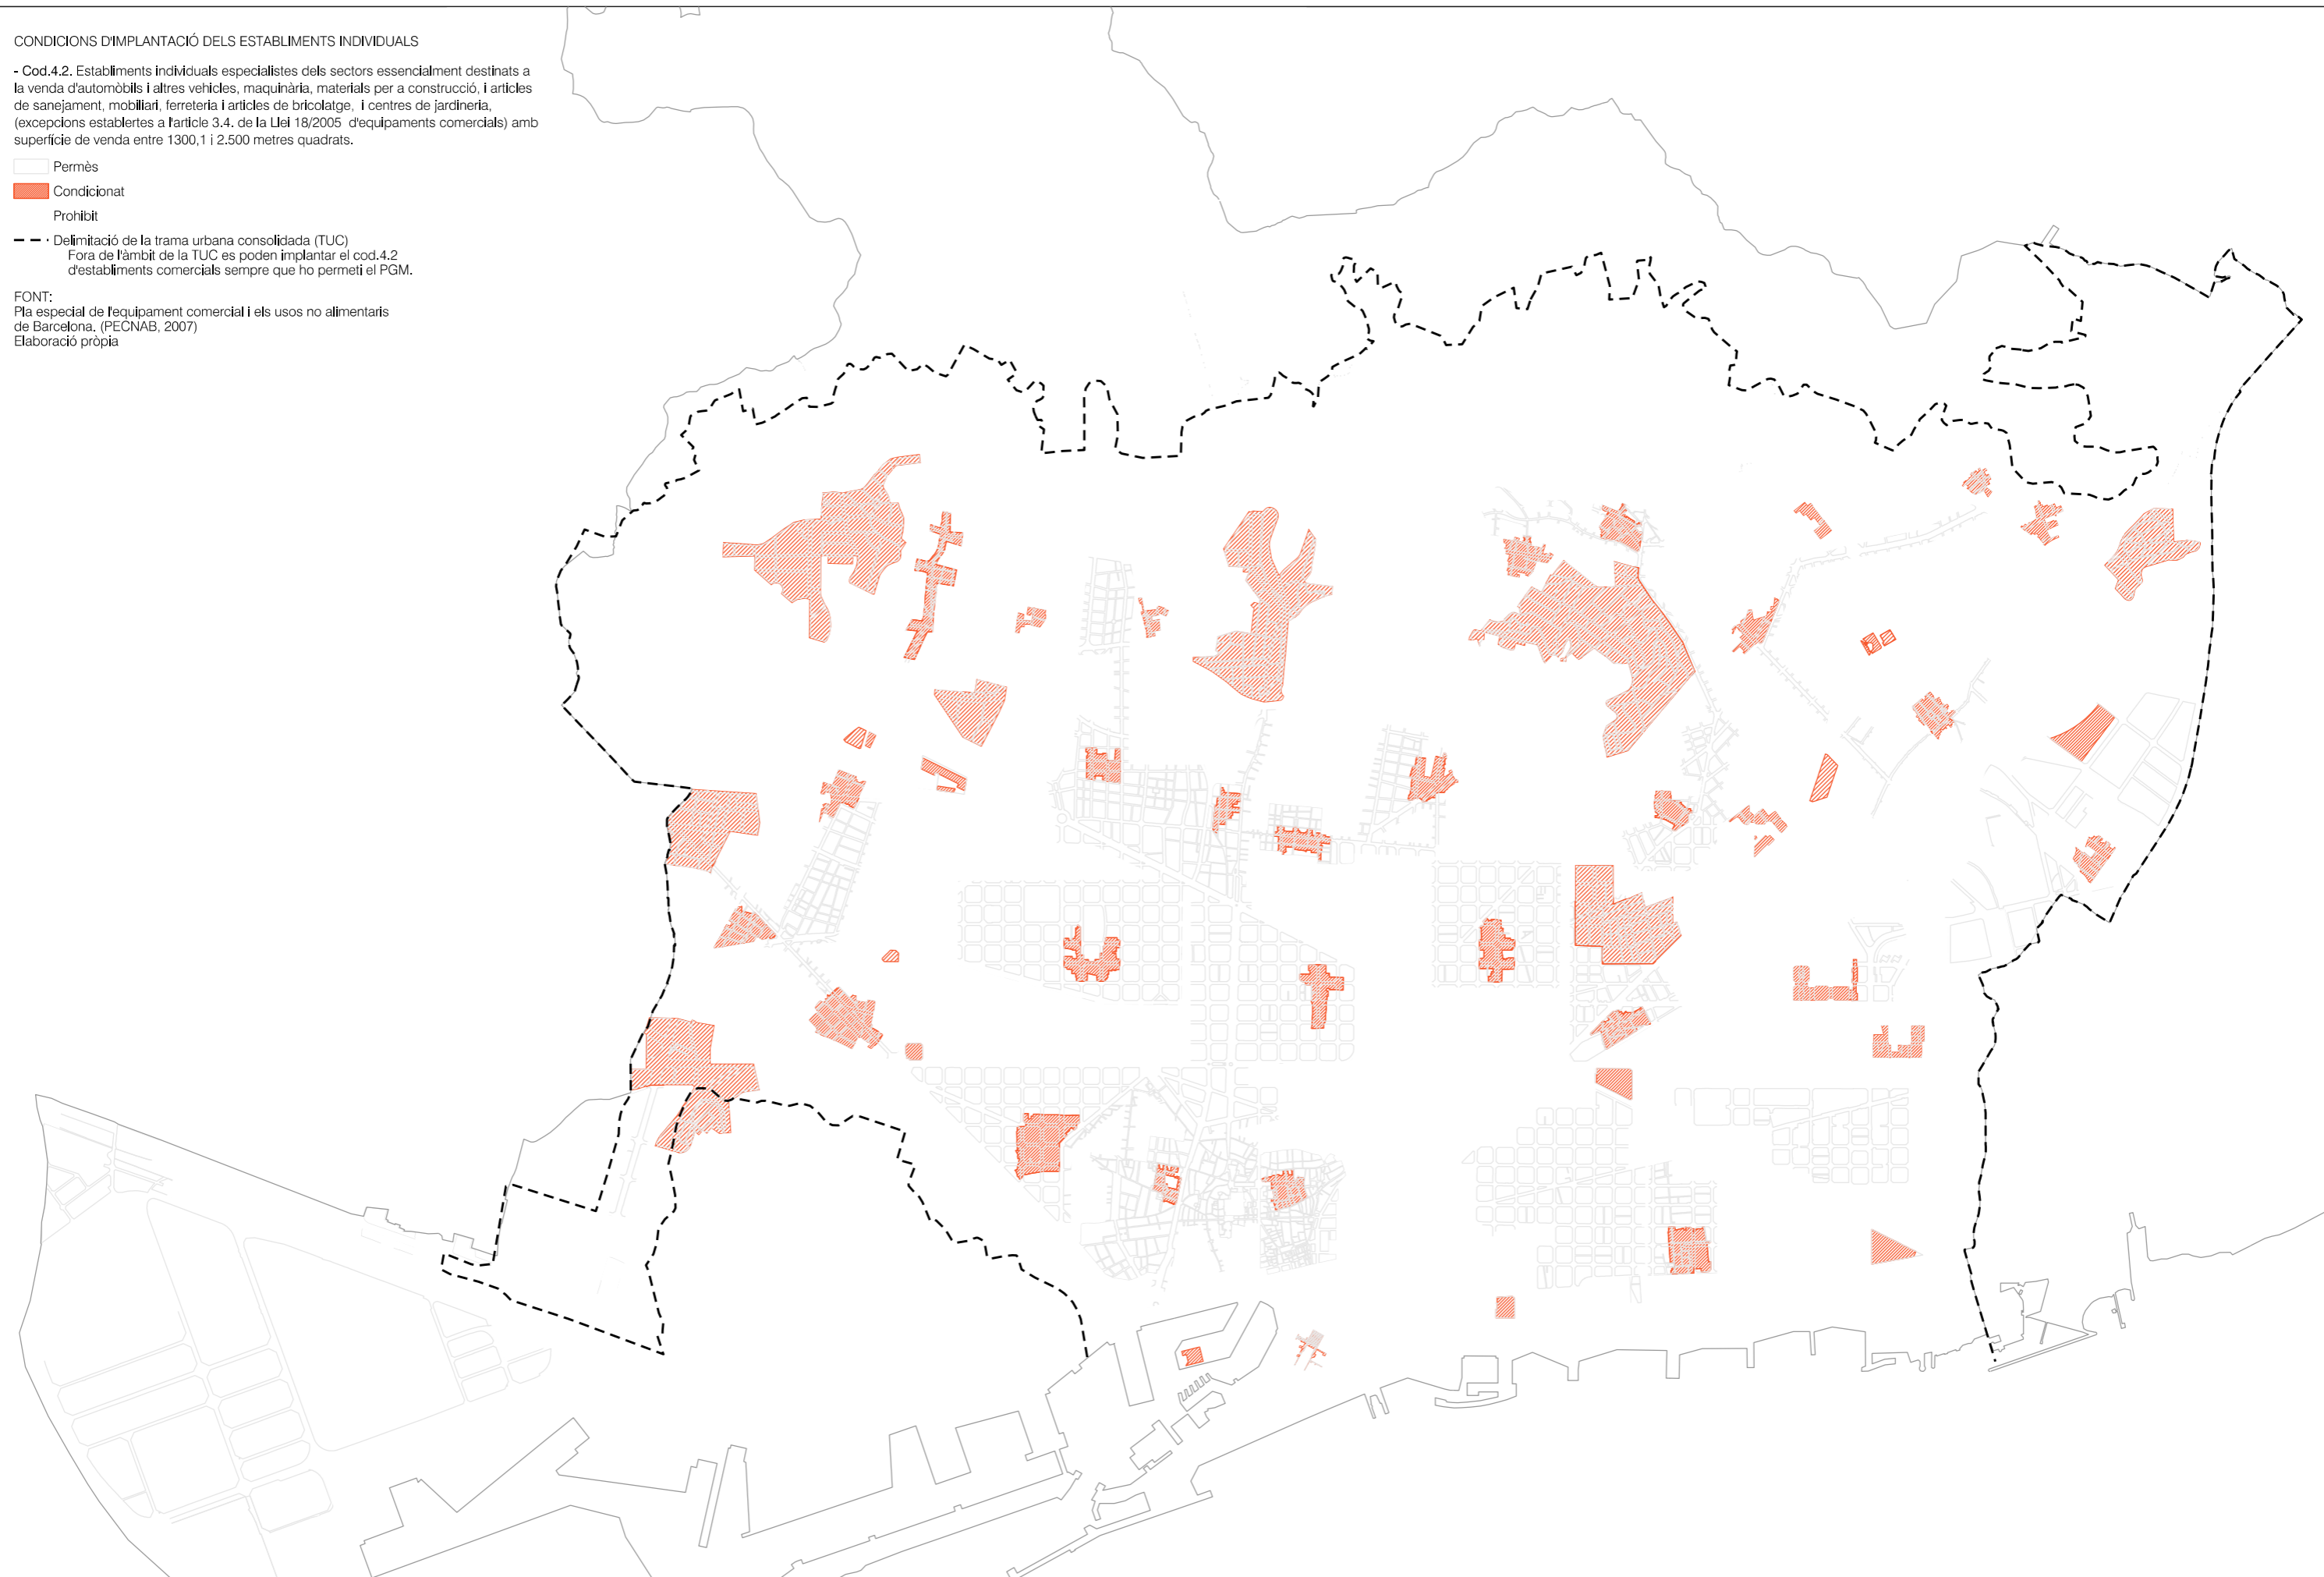 CONDICIONS D'IMPLANTACIÓ DELS ESTABLIMENTS INDIVIDUALS
- Cod.4.2. Establiments individuals especialistes dels sectors essencialment destinats a
la venda d'automòbils i altres vehicles, maquinària, materials per a construcció, i articles
de sanejament, mobiliari, ferreteria i articles de bricolatge, i centres de jardineria,
(excepcions establertes a l'article 3.4. de la Llei 18/2005 d'equipaments comercials) amb
superfície de venda entre 1300,1 i 2.500 metres quadrats.
Permès
Condicionat
Prohibit
Delimitació de la trama urbana consolidada (TUC)
Fora de l'àmbit de la TUC es poden implantar el cod.4.2
d'establiments comercials sempre que ho permeti el PGM.
FONT:
Pla especial de l'equipament comercial i els usos no alimentaris
de Barcelona. (PECNAB, 2007)
Elaboració pròpia